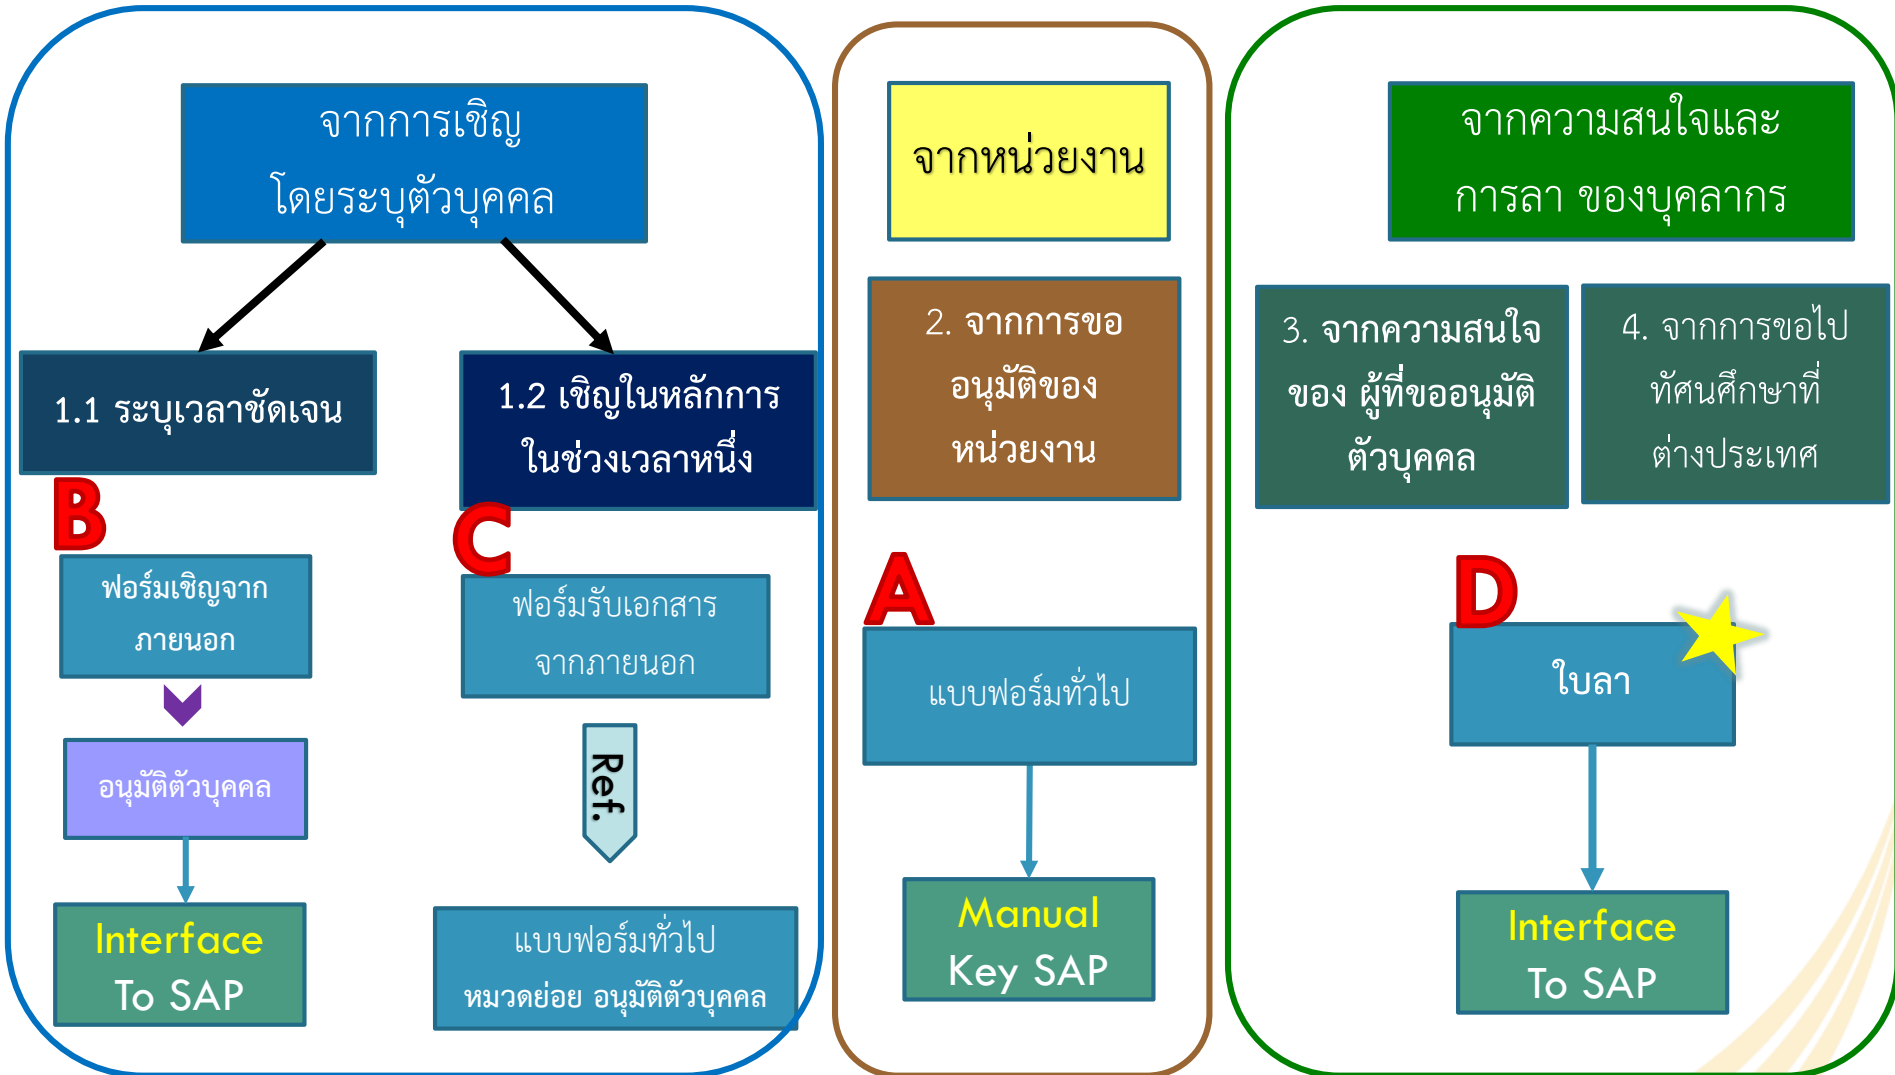 จากการเชิญ
โดยระบุตัวบุคคล
1.1 ระบุเวลาชัดเจน
B
ฟอร์มเชิญจาก
ภายนอก
อนุมัติตัวบุคคล
Interface
To SAP
1.2 เชิญในหลักการ
ในช่วงเวลาหนึ่ง
C
ฟอร์มรับเอกสาร
จากภายนอก
Ref.
แบบฟอร์มทั่วไป
หมวดย่อย อนุมัติตัวบุคคล
จากหน่วยงาน
2. จากการขอ
อนุมัติของ
หน่วยงาน
A
แบบฟอร์มทั่วไป
Manual
Key SAP
จากความสนใจและ
การลา ของบุคลากร
3. จากความสนใจ
ของ ผู้ที่ขออนุมัติ
ตัวบุคคล
4. จากการขอไป
ทัศนศึกษาที่
ต่างประเทศ
D
ใบลา
Interface
To SAP